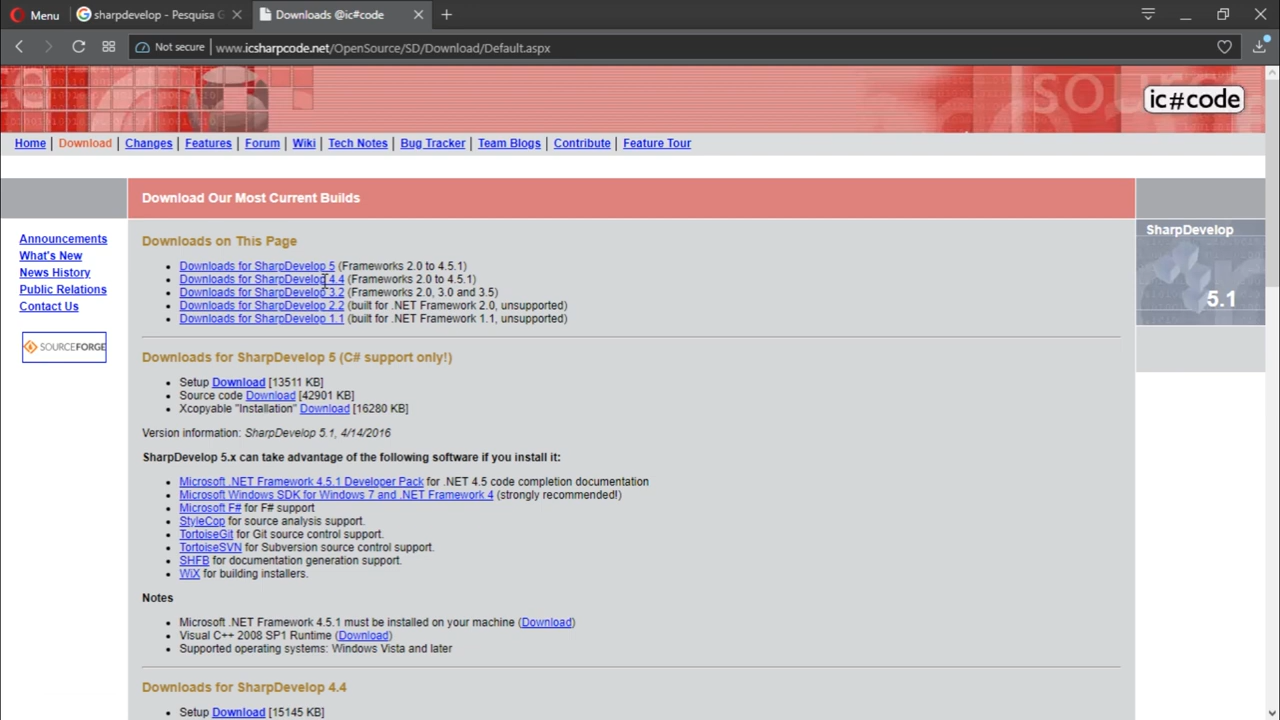 Menu
sharpdevelop - Pesquisa G
Downloads @ic#code
Not secure
www.icsharpcode.net/OpenSource/SD/Download/Default.aspx
ic#code
Home | Download | Changes | Features | Forum | Wiki | Tech Notes | Bug Tracker | Team Blogs | Contribute | Feature Tour
Download Our Most Current Builds
Announcements
What's New
News History
Public Relations
Contact Us
SOURCEFORGE
SharpDevelop
5.1
Downloads on This Page
• Downloads for SharpDevelop 5 (Frameworks 2.0 to 4.5.1)
• Downloads for SharpDevelop 4.4 (Frameworks 2.0 to 4.5.1)
• Downloads for SharpDevelop 3.2 (Frameworks 2.0, 3.0 and 3.5)
• Downloads for SharpDevelop 2.2 (built for .NET Framework 2.0, unsupported)
• Downloads for SharpDevelop 1.1 (built for .NET Framework 1.1, unsupported)
Downloads for SharpDevelop 5 (C# support only!)
• Setup Download [13511 KB]
• Source code Download [42901 KB]
• Xcopyable "Installation" Download [16280 KB]
Version information: SharpDevelop 5.1, 4/14/2016
SharpDevelop 5.x can take advantage of the following software if you install it:
• Microsoft .NET Framework 4.5.1 Developer Pack for .NET 4.5 code completion documentation
• Microsoft Windows SDK for Windows 7 and .NET Framework 4 (strongly recommended!)
• Microsoft F# for F# support
• StyleCop for source analysis support.
• TortoiseGit for Git source control support.
• TortoiseSVN for Subversion source control support.
• SHFB for documentation generation support.
• WiX for building installers.
Notes
• Microsoft .NET Framework 4.5.1 must be installed on your machine (Download)
• Visual C++ 2008 SP1 Runtime (Download)
• Supported operating systems: Windows Vista and later
Downloads for SharpDevelop 4.4
• Setup Download [15145 KB]